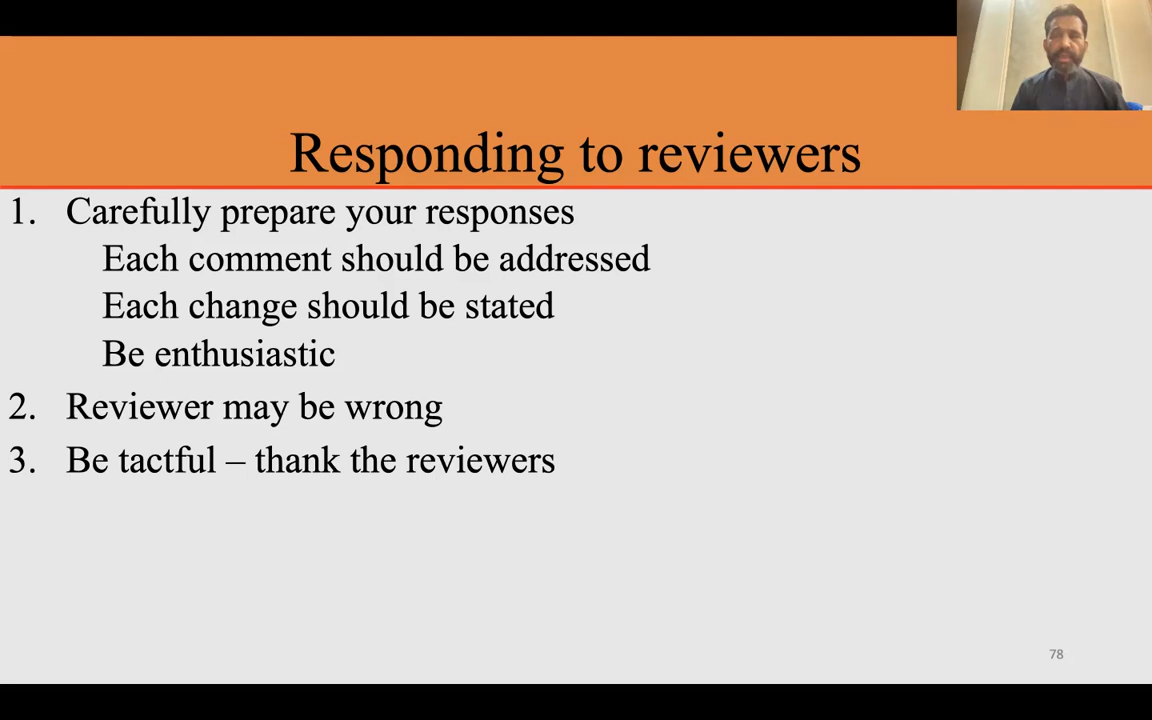 Responding to reviewers
1. Carefully prepare your responses
Each comment should be addressed
Each change should be stated
Be enthusiastic
2. Reviewer may be wrong
3. Be tactful – thank the reviewers
78